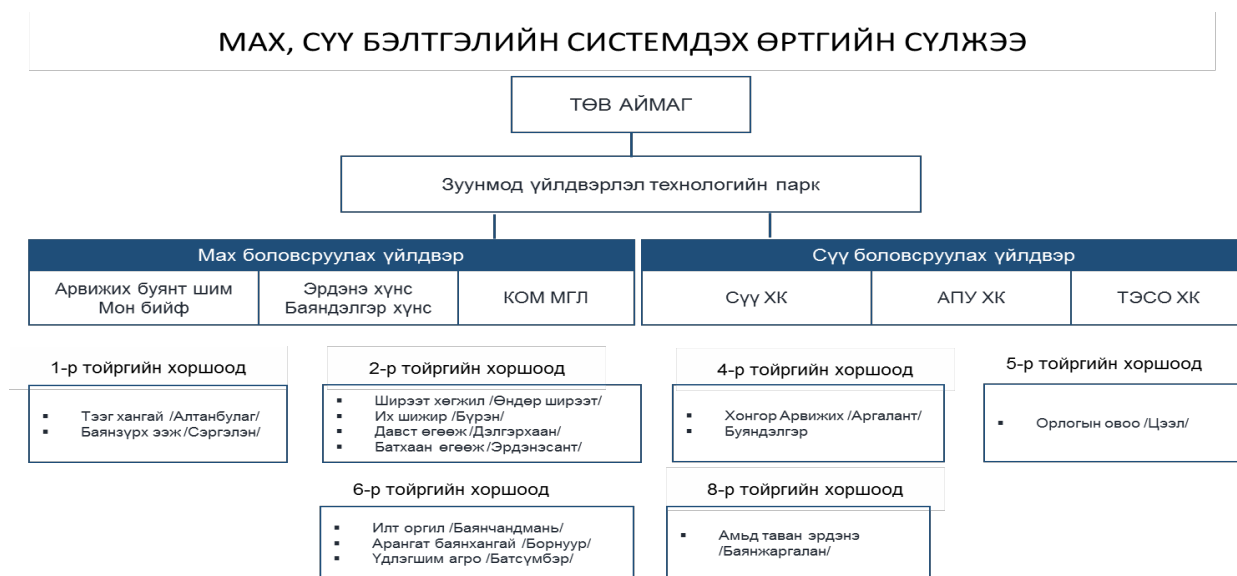 МАХ, СҮҮ БЭЛТГЭЛИЙН СИСТЕМДЭХ ӨРТГИЙН СҮЛЖЭЭ
ТӨВ АЙМАГ
Зуунмод үйлдвэрлэл технологийн парк
Мах боловсруулах үйлдвэр
Арвижих буянт шим
Мон бийф
Эрдэнэ хүнс
Баяндэлгэр хүнс
КОМ МГЛ
Сүү боловсруулах үйлдвэр
Сүү ХК
АПУ ХК
ТЭСО ХК
1-р тойргийн хоршоод
▪ Тээг хангай /Алтанбулаг/
▪ Баянзүрх ээж /Сэргэлэн/
2-р тойргийн хоршоод
▪ Ширээт хөгжил /Өндөр ширээт/
▪ Их шижир /Бүрэн/
▪ Давст өгөөж /Дэлгэрхаан/
▪ Батхаан өгөөж /Эрдэнэсант/
4-р тойргийн хоршоод
▪ Хонгор Арвижих /Аргалант/
▪ Буяндэлгэр
5-р тойргийн хоршоод
▪ Орлогын овоо /Цээл/
6-р тойргийн хоршоод
▪ Илт оргил /Баянчандмань/
▪ Арангат баянхангай /Борнуур/
▪ Үдлэгшим агро /Батсүмбэр/
8-р тойргийн хоршоод
▪ Амьд таван эрдэнэ
/Баянжаргалан/